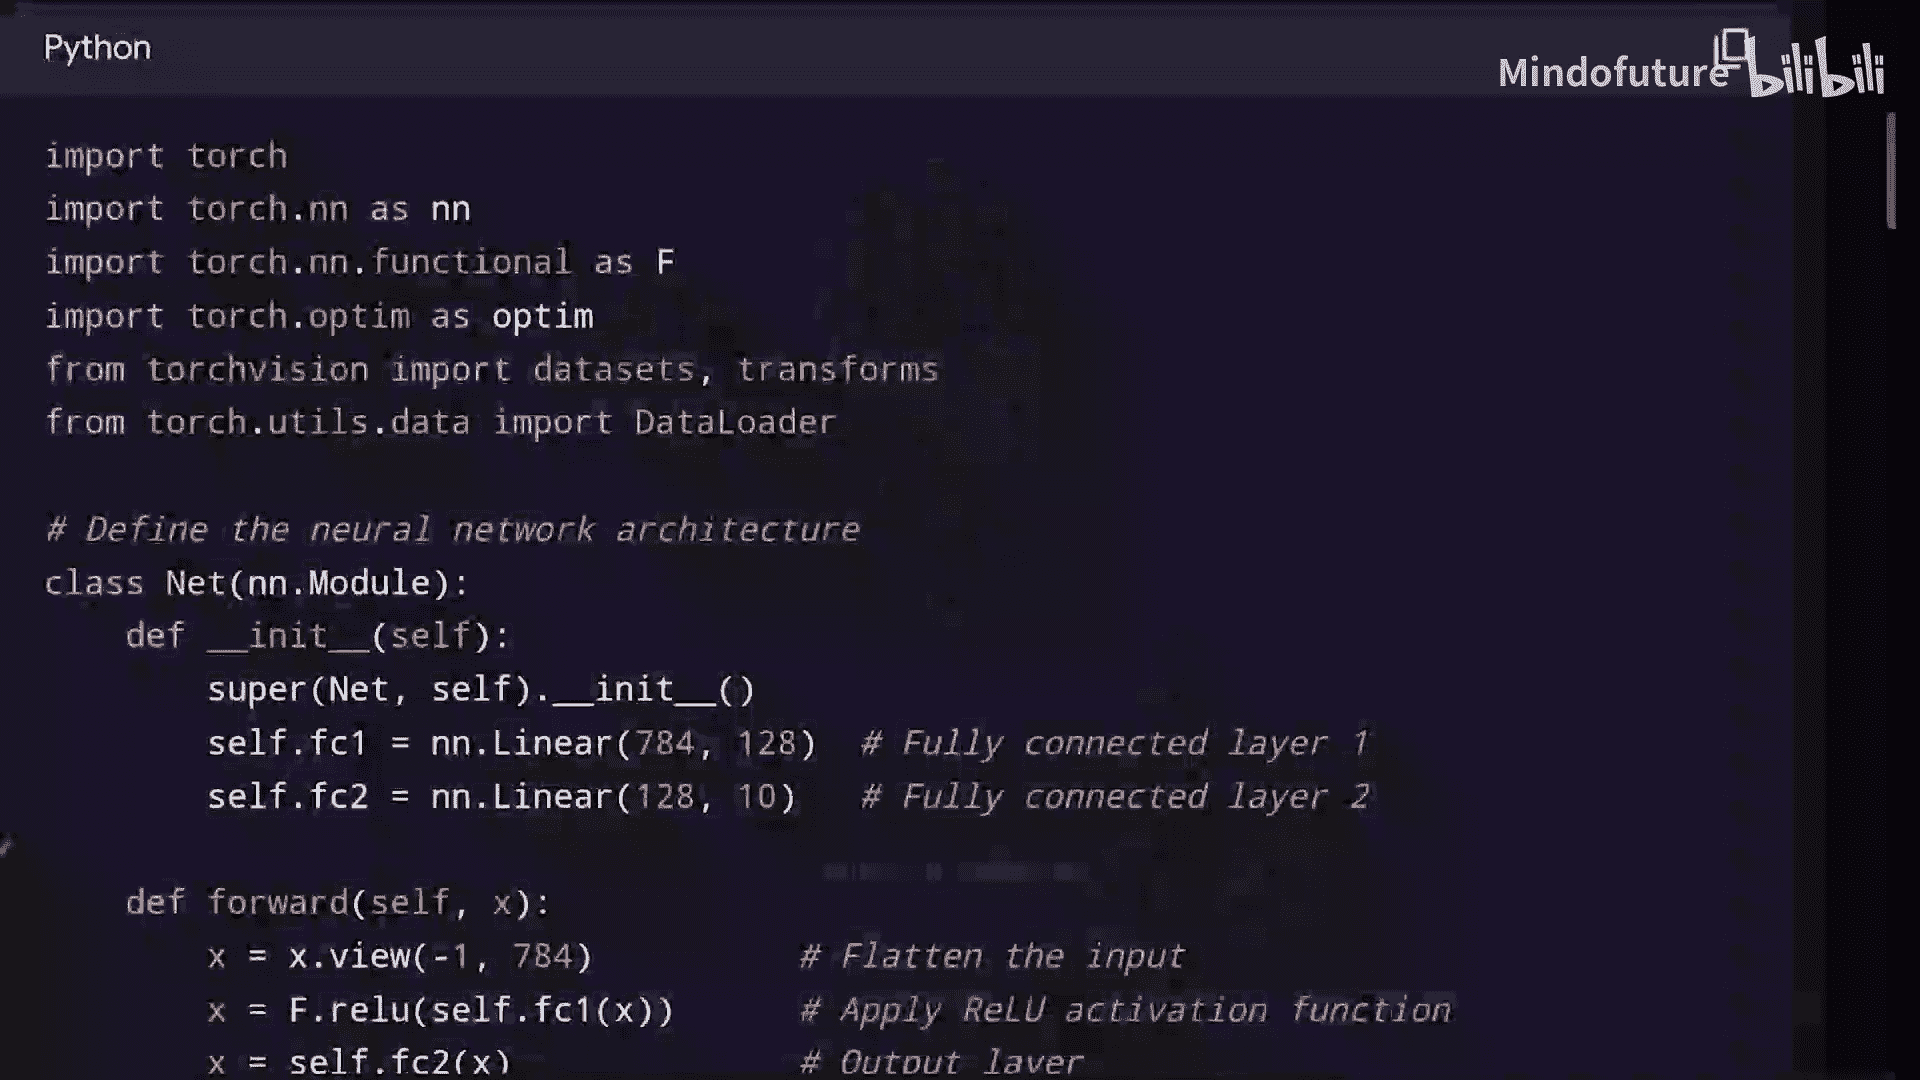 Python
Mindofuture bilibili
import torch
import torch.nn as nn
import torch.nn.functional as F
import torch.optim as optim
from torchvision import datasets, transforms
from torch.utils.data import DataLoader
# Define the neural network architecture
class Net(nn.Module):
    def __init__(self):
        super(Net, self).__init__()
        self.fc1 = nn.Linear(784, 128)  # Fully connected layer 1
        self.fc2 = nn.Linear(128, 10)   # Fully connected layer 2
    def forward(self, x):
        x = x.view(-1, 784)          # Flatten the input
        x = F.relu(self.fc1(x))      # Apply ReLU activation function
        x = self.fc2(x)              # Output layer